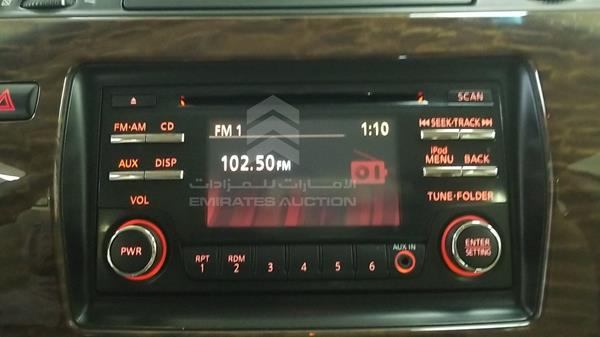 SCAN
FM·AM CD
FM 1 1:10
SEEK/TRACK
102.50 FM
iPod
MENU BACK
AUX DISP
الامارات للمزادات
EMIRATES AUCTION
VOL
TUNE·FOLDER
PWR
AUX IN
ENTER
SETTING
RPT RDM
1 2 3 4 5 6